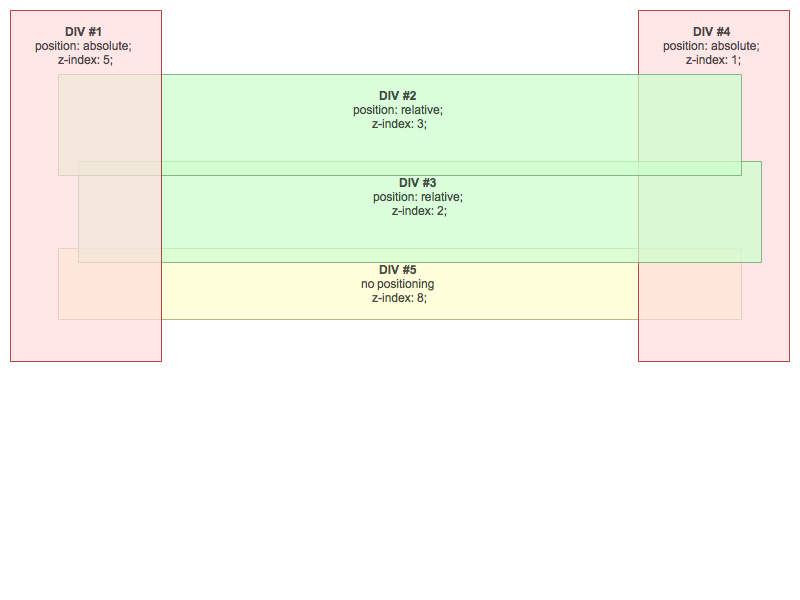 DIV #1
position: absolute;
z-index: 5;
DIV #4
position: absolute;
z-index: 1;
DIV #2
position: relative;
z-index: 3;
DIV #3
position: relative;
z-index: 2;
DIV #5
no positioning
z-index: 8;